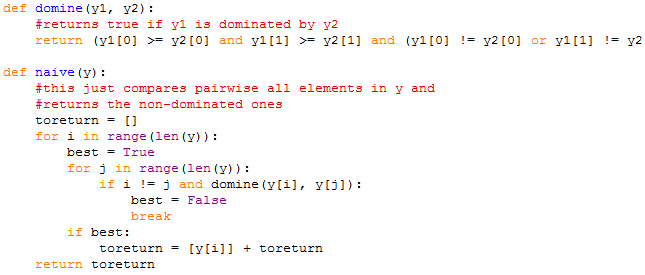 def domine(y1, y2):
    #returns true if y1 is dominated by y2
    return (y1[0] >= y2[0] and y1[1] >= y2[1] and (y1[0] != y2[0] or y1[1] != y2

def naive(y):
    #this just compares pairwise all elements in y and
    #returns the non-dominated ones
    toreturn = []
    for i in range(len(y)):
        best = True
        for j in range(len(y)):
            if i != j and domine(y[i], y[j]):
                best = False
                break
        if best:
            toreturn = [y[i]] + toreturn
    return toreturn